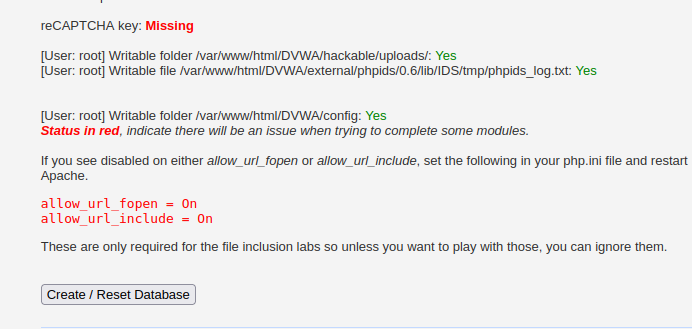 reCAPTCHA key: Missing
[User: root] Writable folder /var/www/html/DVWA/hackable/uploads/: Yes
[User: root] Writable file /var/www/html/DVWA/external/phpids/0.6/lib/IDS/tmp/phpids_log.txt: Yes
[User: root] Writable folder /var/www/html/DVWA/config: Yes
Status in red, indicate there will be an issue when trying to complete some modules.
If you see disabled on either allow_url_fopen or allow_url_include, set the following in your php.ini file and restart
Apache.
allow_url_fopen = On
allow_url_include = On
These are only required for the file inclusion labs so unless you want to play with those, you can ignore them.
Create / Reset Database